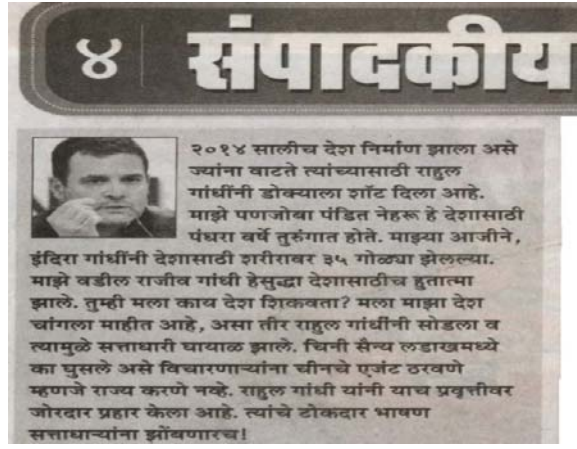 ४
संपादकीय
२०१४ सालीच देश निर्माण झाला असे
ज्यांना वाटते त्यांच्यासाठी राहुल
गांधींनी डोक्याला शॉट दिला आहे.
माझे पणजोबा पंडित नेहरू हे देशासाठी
पंधरा वर्षे तुरुंगात होते. माझ्या आजीने,
इंदिरा गांधींनी देशासाठी शरीरावर ३५ गोळ्या झेलल्या.
माझे वडील राजीव गांधी हेसुद्धा देशासाठीच हुतात्मा
झाले. तुम्ही मला काय देश शिकवता? मला माझा देश
चांगला माहीत आहे, असा तीर राहुल गांधींनी सोडला व
त्यामुळे सत्ताधारी घायाळ झाले. चिनी सैन्य लडाखमध्ये
का घुसले असे विचारणाऱ्यांना चीनचे एजंट ठरवणे
म्हणजे राज्य करणे नव्हे. राहुल गांधी यांनी याच प्रवृत्तीवर
जोरदार प्रहार केला आहे. त्यांचे टोकदार भाषण
सत्ताधाऱ्यांना झोंबणारच!